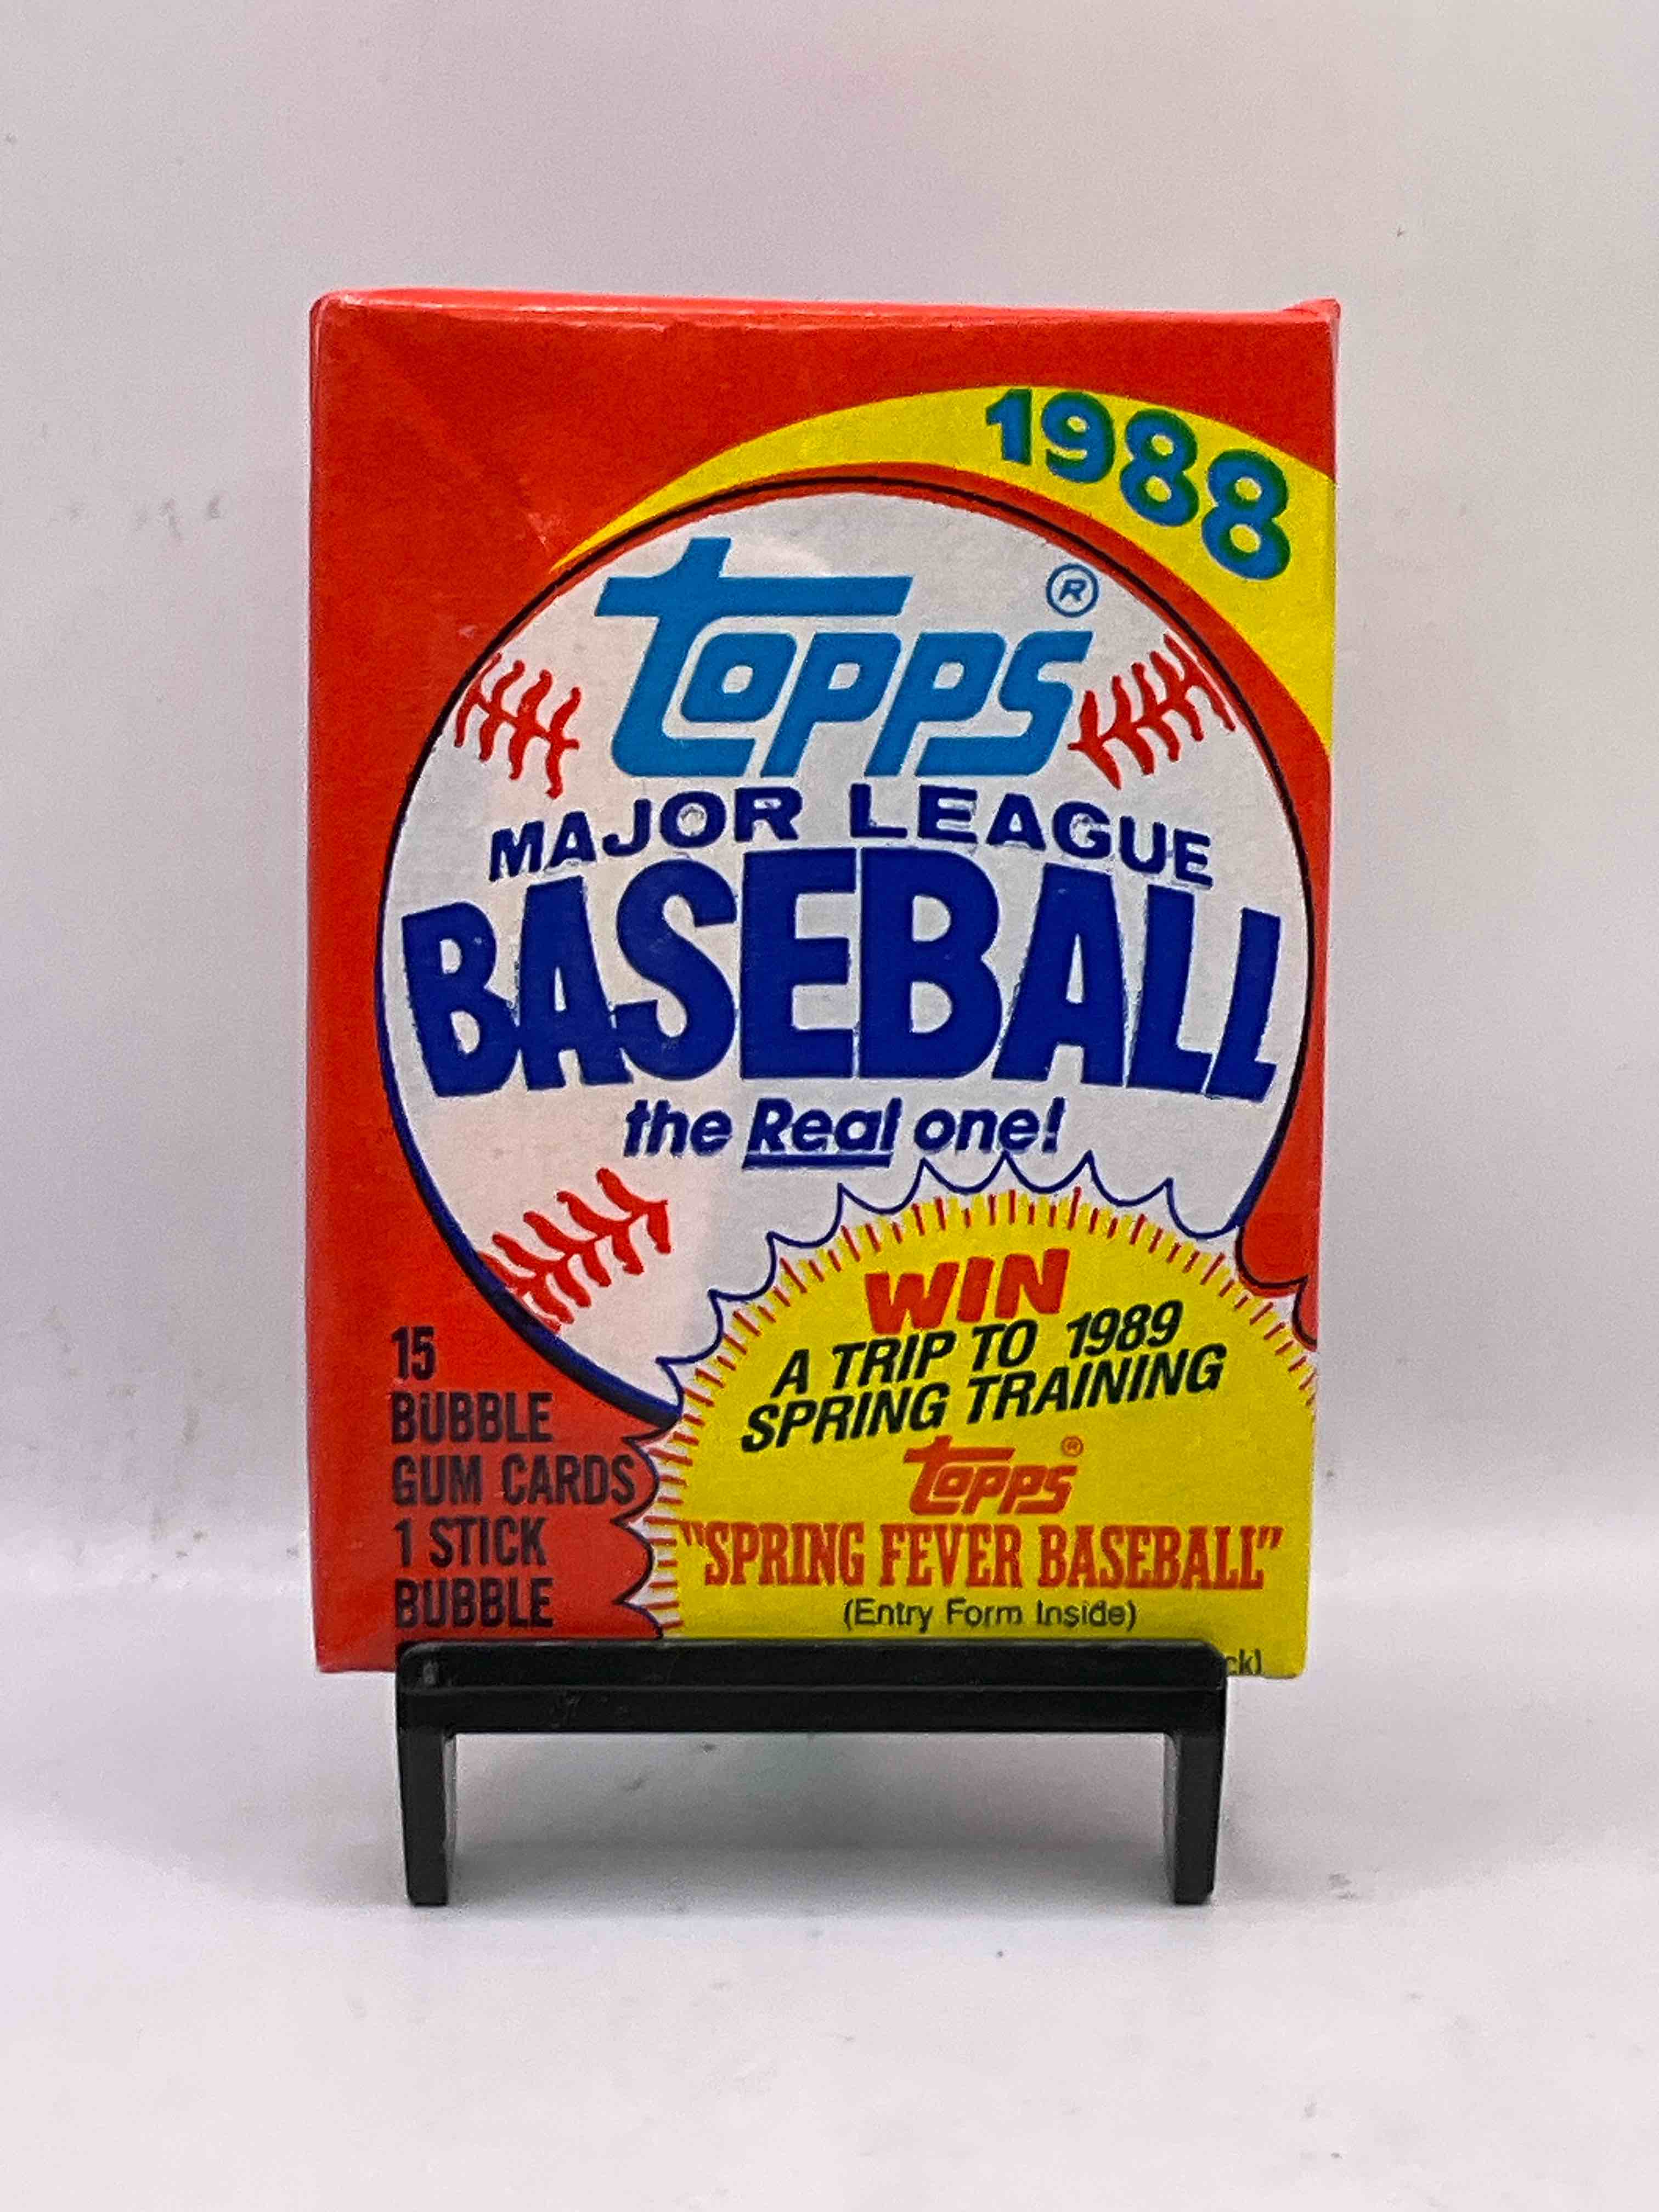 1988
topps®
MAJOR LEAGUE
BASEBALL
the Real one!
WIN
A TRIP TO 1989
SPRING TRAINING
topps®
"SPRING FEVER BASEBALL"
(Entry Form Inside)
15
BUBBLE
GUM CARDS
1 STICK
BUBBLE